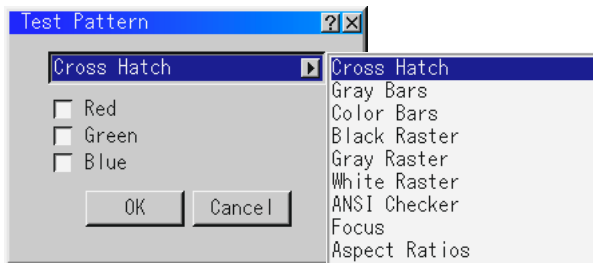 Test Pattern
Cross Hatch
Red
Green
Blue
OK Cancel
Cross Hatch
Gray Bars
Color Bars
Black Raster
Gray Raster
White Raster
ANSI Checker
Focus
Aspect Ratios